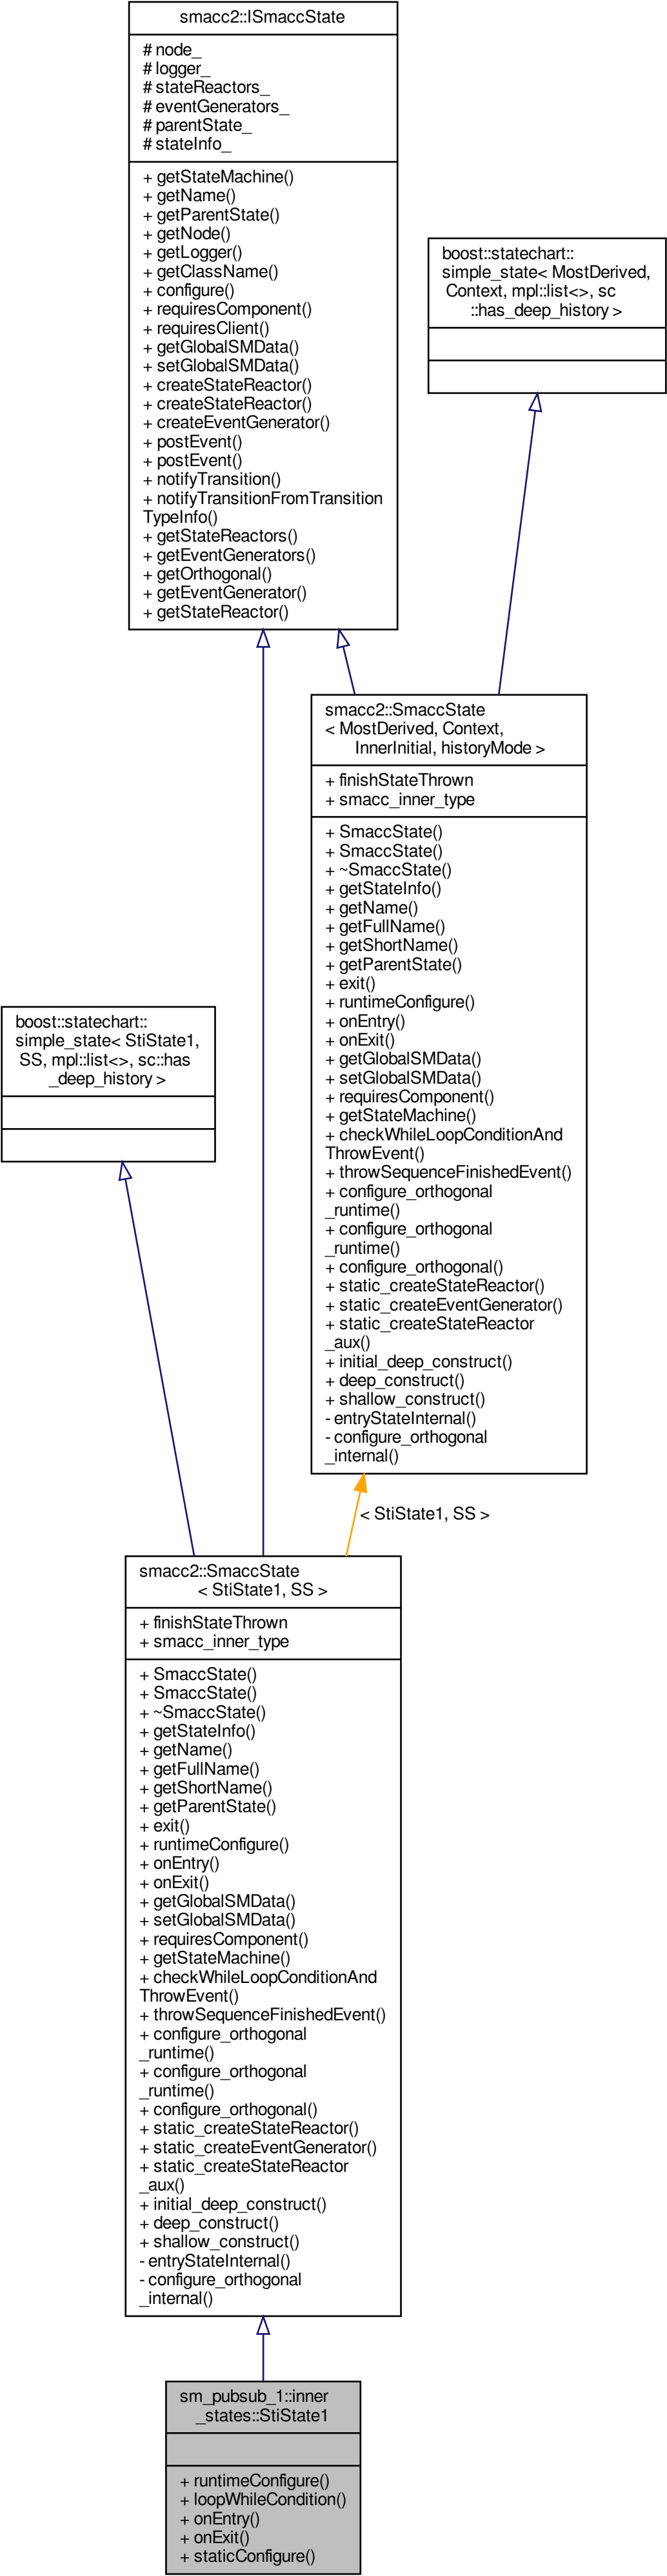 smacc2::ISmaccState
# node_
# logger_
# stateReactors_
# eventGenerators_
# parentState_
# stateInfo_
+ getStateMachine()
+ getName()
+ getParentState()
+ getNode()
+ getLogger()
+ getClassName()
+ configure()
+ requiresComponent()
+ requiresClient()
+ getGlobalSMData()
+ setGlobalSMData()
+ createStateReactor()
+ createStateReactor()
+ createEventGenerator()
+ postEvent()
+ postEvent()
+ notifyTransition()
+ notifyTransitionFromTransition
TypeInfo()
+ getStateReactors()
+ getEventGenerators()
+ getOrthogonal()
+ getEventGenerator()
+ getStateReactor()
boost::statechart::
simple_state< MostDerived,
Context, mpl::list<>, sc
::has_deep_history >
smacc2::SmaccState
< MostDerived, Context,
InnerInitial, historyMode >
+ finishStateThrown
+ smacc_inner_type
+ SmaccState()
+ SmaccState()
+ ~SmaccState()
+ getStateInfo()
+ getName()
+ getFullName()
+ getShortName()
+ getParentState()
+ exit()
+ runtimeConfigure()
+ onEntry()
+ onExit()
+ getGlobalSMData()
+ setGlobalSMData()
+ requiresComponent()
+ getStateMachine()
+ checkWhileLoopConditionAnd
ThrowEvent()
+ throwSequenceFinishedEvent()
+ configure_orthogonal
_runtime()
+ configure_orthogonal
_runtime()
+ configure_orthogonal()
+ static_createStateReactor()
+ static_createEventGenerator()
+ static_createStateReactor
_aux()
+ initial_deep_construct()
+ deep_construct()
+ shallow_construct()
- entryStateInternal()
- configure_orthogonal
_internal()
boost::statechart::
simple_state< StiState1,
SS, mpl::list<>, sc::has
_deep_history >
< StiState1, SS >
smacc2::SmaccState
< StiState1, SS >
+ finishStateThrown
+ smacc_inner_type
+ SmaccState()
+ SmaccState()
+ ~SmaccState()
+ getStateInfo()
+ getName()
+ getFullName()
+ getShortName()
+ getParentState()
+ exit()
+ runtimeConfigure()
+ onEntry()
+ onExit()
+ getGlobalSMData()
+ setGlobalSMData()
+ requiresComponent()
+ getStateMachine()
+ checkWhileLoopConditionAnd
ThrowEvent()
+ throwSequenceFinishedEvent()
+ configure_orthogonal
_runtime()
+ configure_orthogonal
_runtime()
+ configure_orthogonal()
+ static_createStateReactor()
+ static_createEventGenerator()
+ static_createStateReactor
_aux()
+ initial_deep_construct()
+ deep_construct()
+ shallow_construct()
- entryStateInternal()
- configure_orthogonal
_internal()
sm_pubsub_1::inner
_states::StiState1
+ runtimeConfigure()
+ loopWhileCondition()
+ onEntry()
+ onExit()
+ staticConfigure()